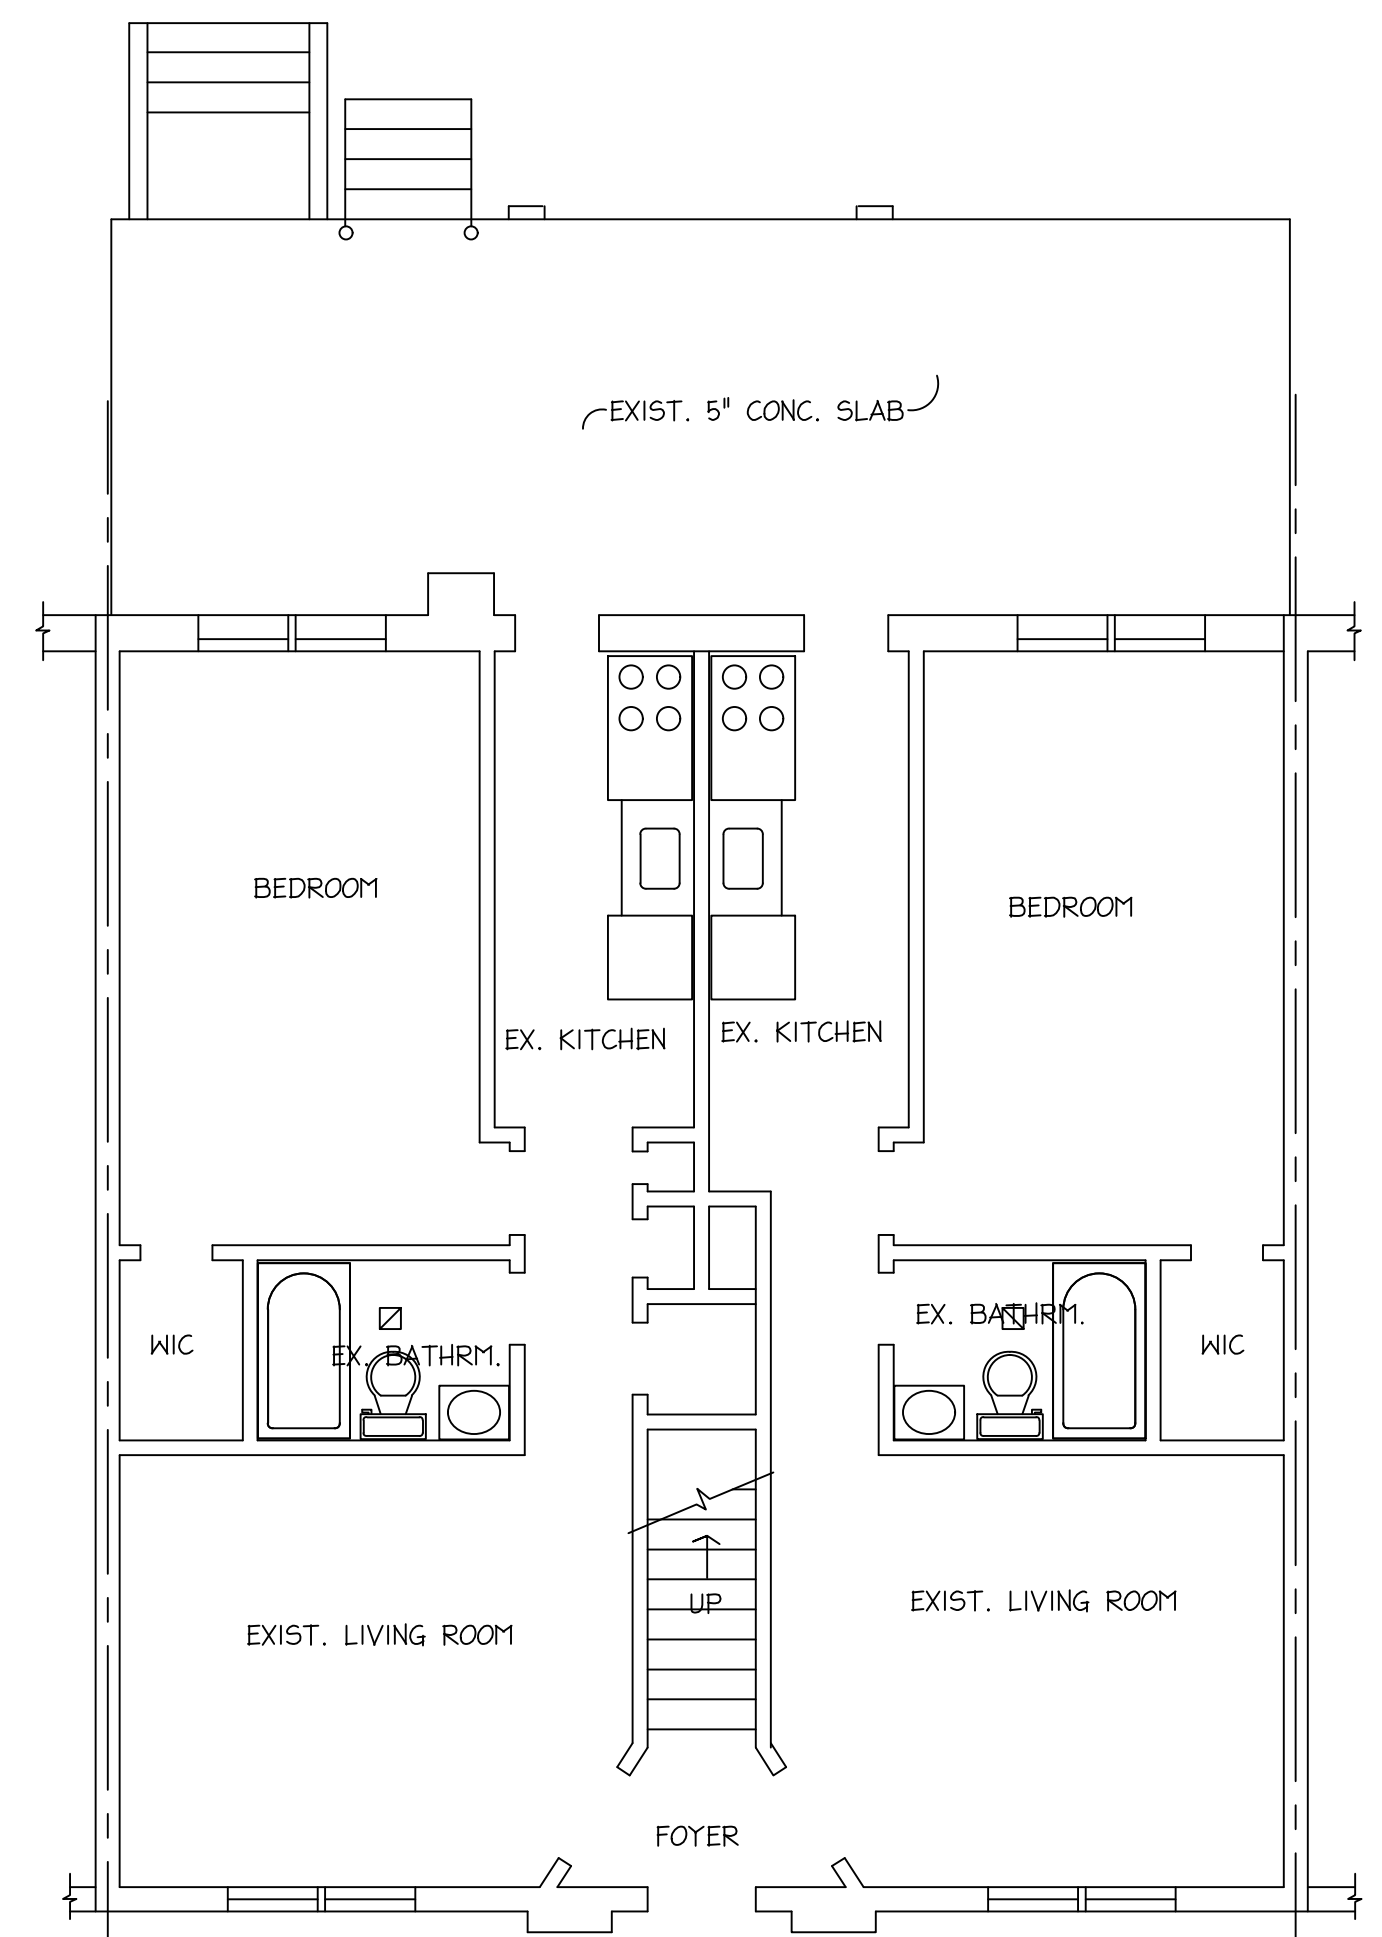 EXIST. 5" CONC. SLAB
BEDROOM
BEDROOM
EX. KITCHEN
EX. KITCHEN
EX. BATHRM.
WIC
EX. BATHRM.
WIC
EXIST. LIVING ROOM
UP
EXIST. LIVING ROOM
FOYER